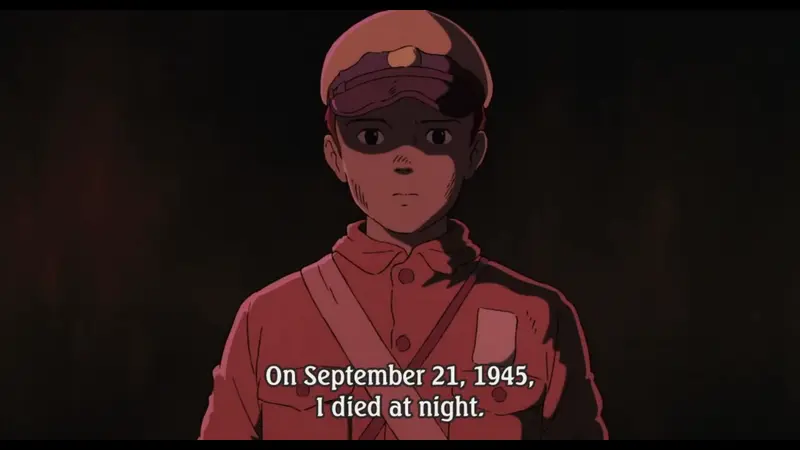 On September 21, 1945,
I died at night.